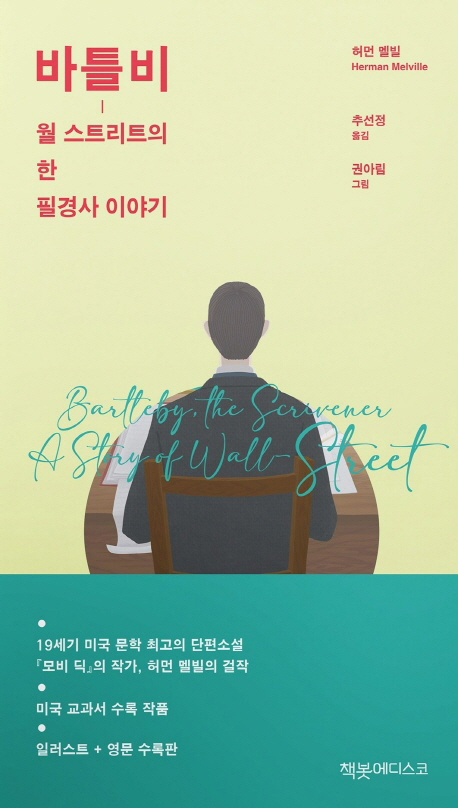 바틀비
월 스트리트의
한
필경사 이야기
허먼 멜빌
Herman Melville
추선정
옮김
권아림
그림
Bartleby, the Scrivener
A Story of Wall-Street
19세기 미국 문학 최고의 단편소설
『모비 딕』의 작가, 허먼 멜빌의 걸작
미국 교과서 수록 작품
일러스트 + 영문 수록판
책봇에디스코